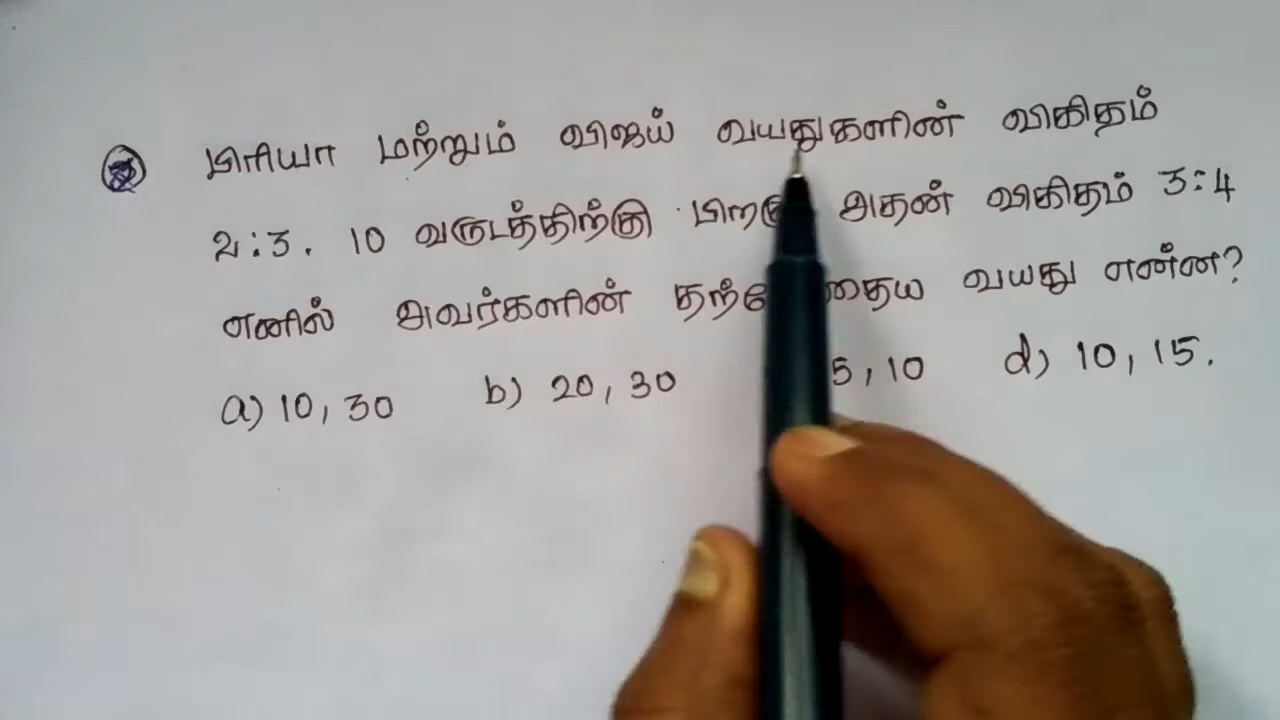 பிரியா மற்றும் விஜய் வயதுகளின் விகிதம்
2:3. 10 வருடத்திற்கு அதன் விகிதம் 3:4
எனில் அவர்களின் வயது என்ன?
a) 10, 30 b) 20, 30 5, 10 d) 10, 15.